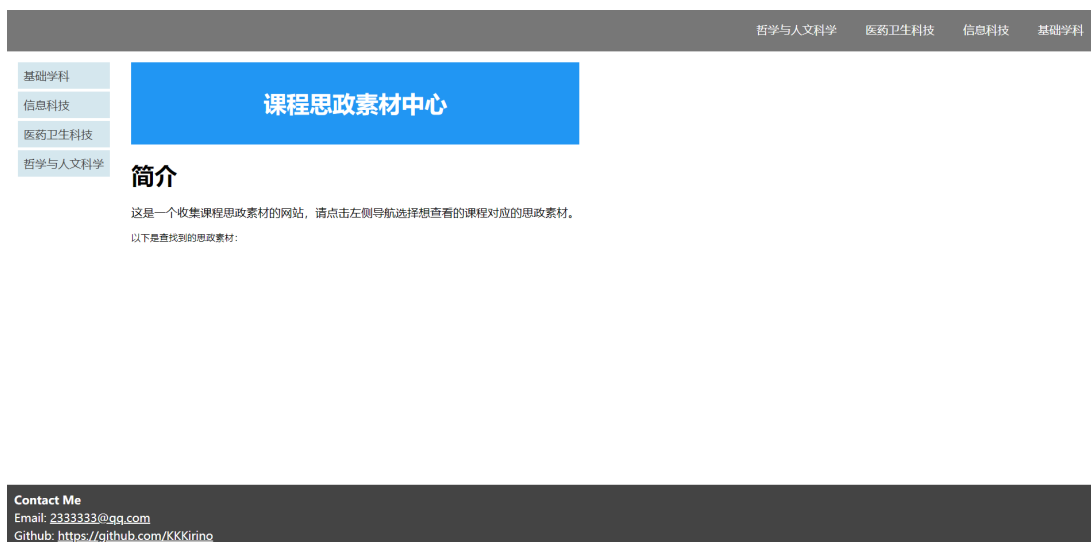 哲学与人文科学 医药卫生科技 信息科技 基础学科
基础学科
信息科技
医药卫生科技
哲学与人文科学
课程思政素材中心
简介
这是一个收集课程思政素材的网站，请点击左侧导航选择想查看的课程对应的思政素材。
以下是查找到的思政素材：
Contact Me
Email: 2333333@qq.com
Github: https://github.com/KKKirino